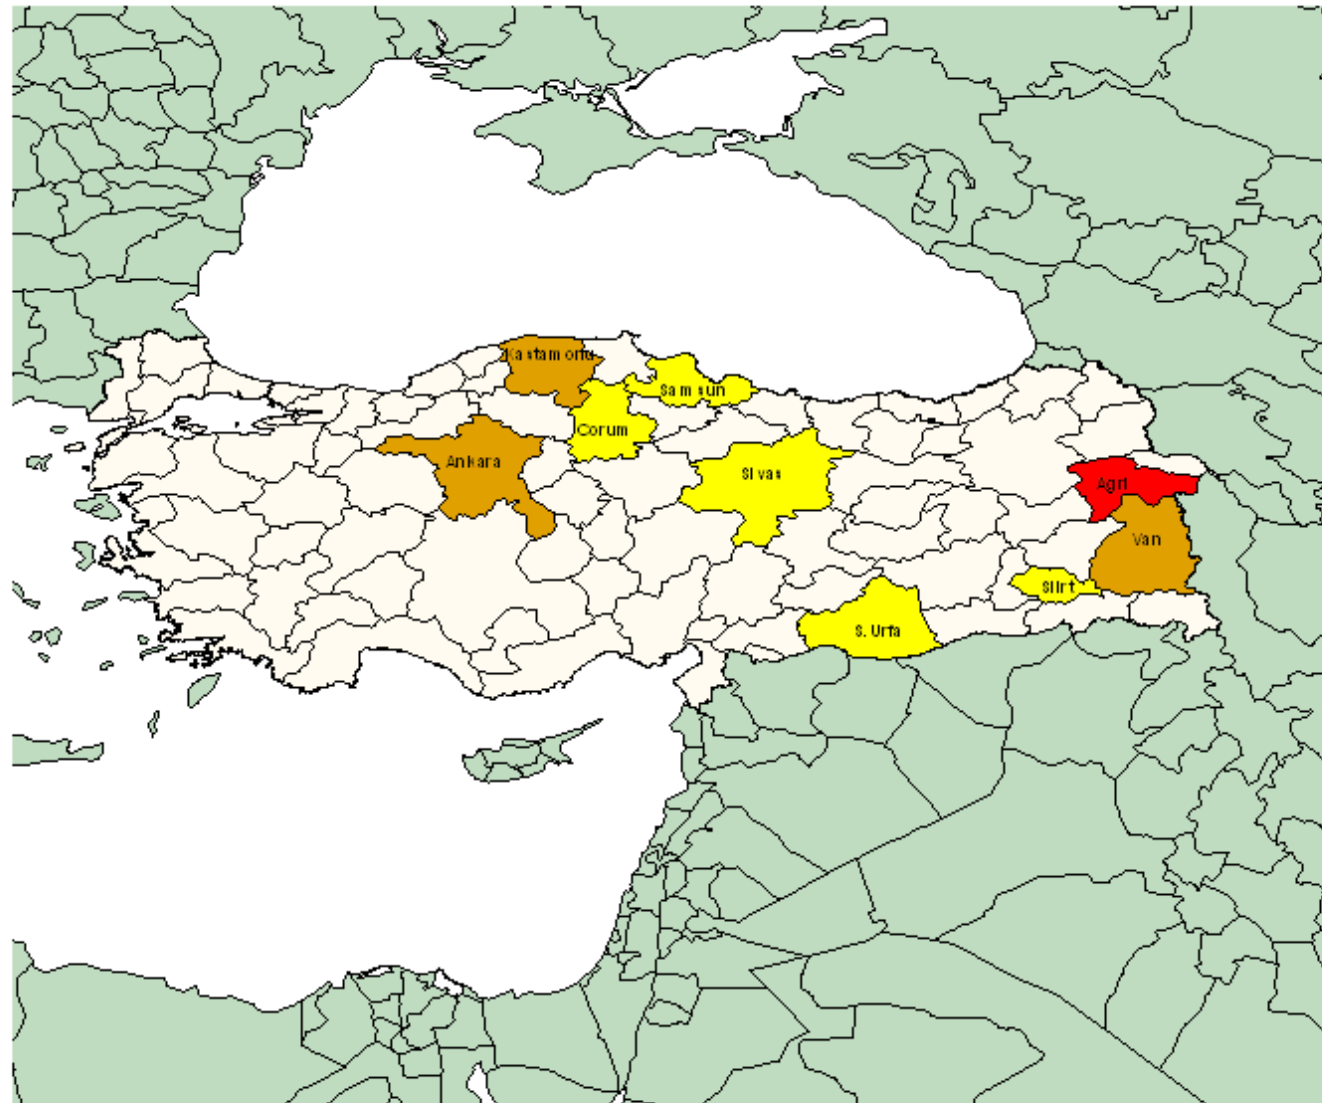 Kastamonu
Samsun
Corum
Ankara
Sivas
Agri
Van
Siirt
S. Urfa